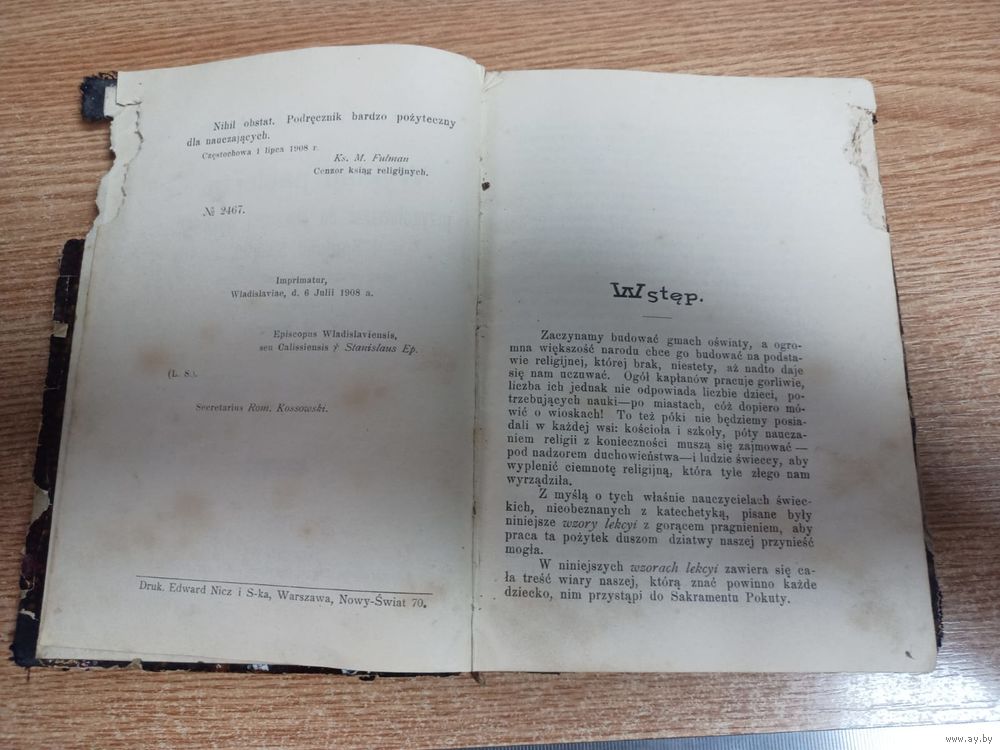 Nihil obstat. Podręcznik bardzo pożyteczny
dla nauczających.
Częstochowa 1 lipca 1908 r.
Ks. M. Fulman
Cenzor ksiąg religijnych.
№ 2467.
Imprimatur,
Wladislaviae, d. 6 Julii 1908 a.
Episcopus Wladislaviensis,
seu Calissiensis † Stanislaus Ep.
(L. S.).
Secretarius Rom. Kossowski.
Druk. Edward Nicz i S-ka, Warszawa, Nowy-Świat 70.
Wstęp.
Zaczynamy budować gmach oświaty, a ogro-
mna większość narodu chce go budować na podsta-
wie religijnej, której brak, niestety, aż nadto daje
się nam uczuwać. Ogół kapłanów pracuje gorliwie,
liczba ich jednak nie odpowiada liczbie dzieci, po-
trzebujących nauki—po miastach, cóż dopiero mó-
wić o wioskach! To też póki nie będziemy posia-
dali w każdej wsi: kościoła i szkoły, póty naucza-
niem religii z konieczności muszą się zajmować —
pod nadzorem duchowieństwa—i ludzie świeccy, aby
wyplenić ciemnotę religijną, która tyle złego nam
wyrządziła.
Z myślą o tych właśnie nauczycielach świec-
kich, nieobeznanych z katechetyką, pisane były
niniejsze wzory lekcyi z gorącem pragnieniem, aby
praca ta pożytek duszom dziatwy naszej przynieść
mogła.
W niniejszych wzorach lekcyi zawiera się ca-
ła treść wiary naszej, którą znać powinno każde
dziecko, nim przystąpi do Sakramentu Pokuty.
www.ay.by